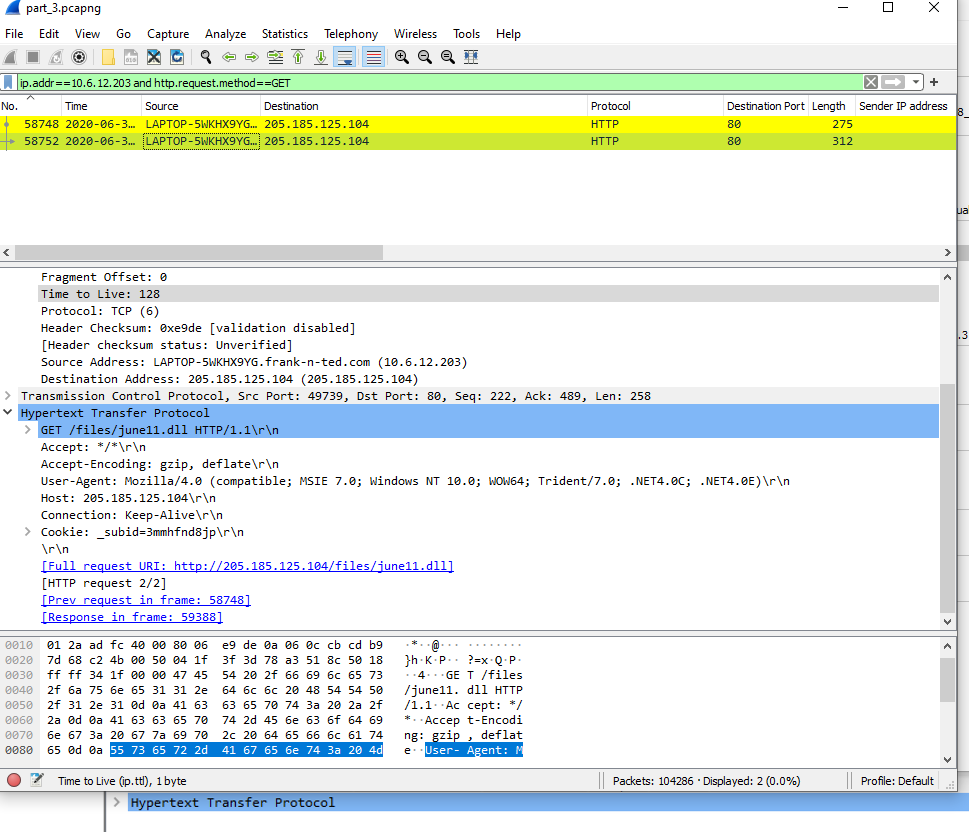 part_3.pcapng
File Edit View Go Capture Analyze Statistics Telephony Wireless Tools Help
ip.addr==10.6.12.203 and http.request.method==GET
No. Time Source Destination Protocol Destination Port Length Sender IP address
58748 2020-06-3… LAPTOP-5WKHX9YG… 205.185.125.104 HTTP 80 275
58752 2020-06-3… LAPTOP-5WKHX9YG… 205.185.125.104 HTTP 80 312
Fragment Offset: 0
Time to Live: 128
Protocol: TCP (6)
Header Checksum: 0xe9de [validation disabled]
[Header checksum status: Unverified]
Source Address: LAPTOP-5WKHX9YG.frank-n-ted.com (10.6.12.203)
Destination Address: 205.185.125.104 (205.185.125.104)
Transmission Control Protocol, Src Port: 49739, Dst Port: 80, Seq: 222, Ack: 489, Len: 258
Hypertext Transfer Protocol
GET /files/june11.dll HTTP/1.1\r\n
Accept: */*\r\n
Accept-Encoding: gzip, deflate\r\n
User-Agent: Mozilla/4.0 (compatible; MSIE 7.0; Windows NT 10.0; WOW64; Trident/7.0; .NET4.0C; .NET4.0E)\r\n
Host: 205.185.125.104\r\n
Connection: Keep-Alive\r\n
Cookie: _subid=3mmhfnd8jp\r\n
\r\n
[Full request URI: http://205.185.125.104/files/june11.dll]
[HTTP request 2/2]
[Prev request in frame: 58748]
[Response in frame: 59388]
0010 01 2a ad fc 40 00 80 06 e9 de 0a 06 0c cb cd b9 ·*··@··· ········
0020 7d 68 c2 4b 00 50 04 1f 3f 3d 78 a3 51 8c 50 18 }h·K·P·· ?=x·Q·P·
0030 ff ff 34 1f 00 00 47 45 54 20 2f 66 69 6c 65 73 ··4···GE T /files
0040 2f 6a 75 6e 65 31 31 2e 64 6c 6c 20 48 54 54 50 /june11. dll HTTP
0050 2f 31 2e 31 0d 0a 41 63 63 65 70 74 3a 20 2a 2f /1.1··Ac cept: */
0060 2a 0d 0a 41 63 63 65 70 74 2d 45 6e 63 6f 64 69 *··Accep t-Encodi
0070 6e 67 3a 20 67 7a 69 70 2c 20 64 65 66 6c 61 74 ng: gzip , deflat
0080 65 0d 0a 55 73 65 72 2d 41 67 65 6e 74 3a 20 4d e··User- Agent: M
Time to Live (ip.ttl), 1 byte Packets: 104286 · Displayed: 2 (0.0%) Profile: Default
Hypertext Transfer Protocol